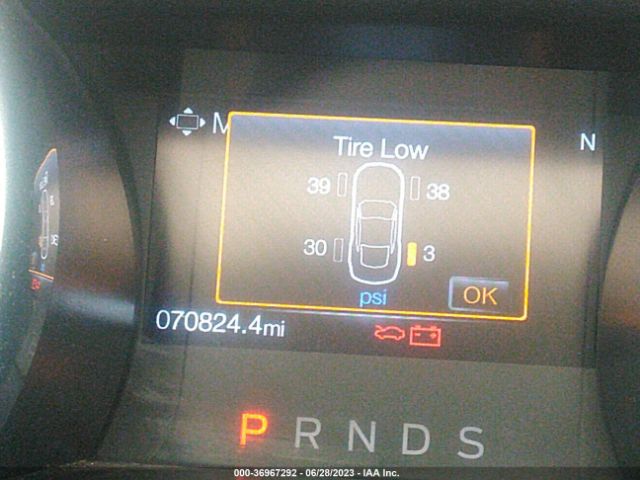 M
N
Tire Low
39
38
30
3
psi
OK
070824.4mi
P R N D S
000-36967292 - 06/28/2023 - IAA Inc.